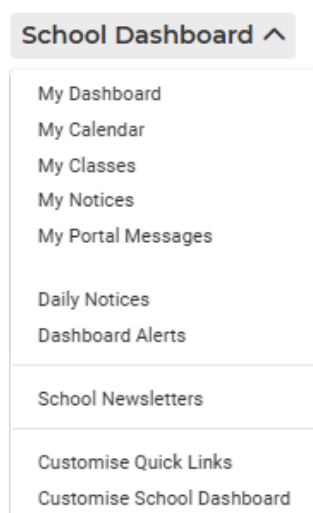 School Dashboard
My Dashboard
My Calendar
My Classes
My Notices
My Portal Messages
Daily Notices
Dashboard Alerts
School Newsletters
Customise Quick Links
Customise School Dashboard